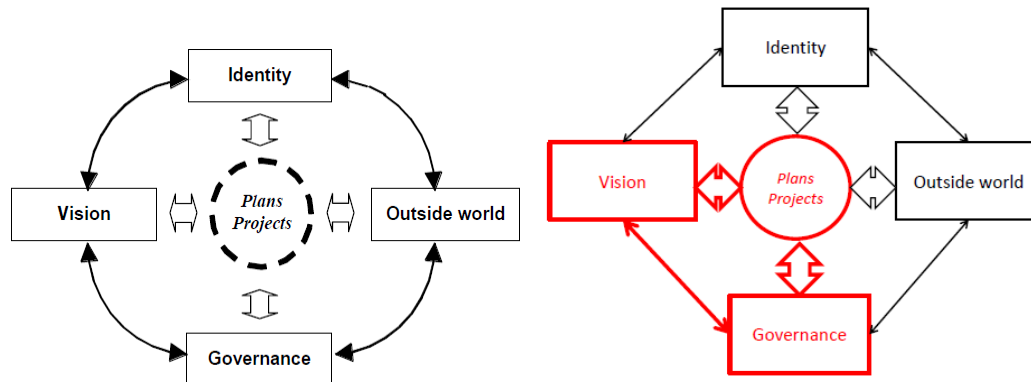 Identity
Vision
Plans
Projects
Outside world
Governance
Identity
Vision
Plans
Projects
Outside world
Governance